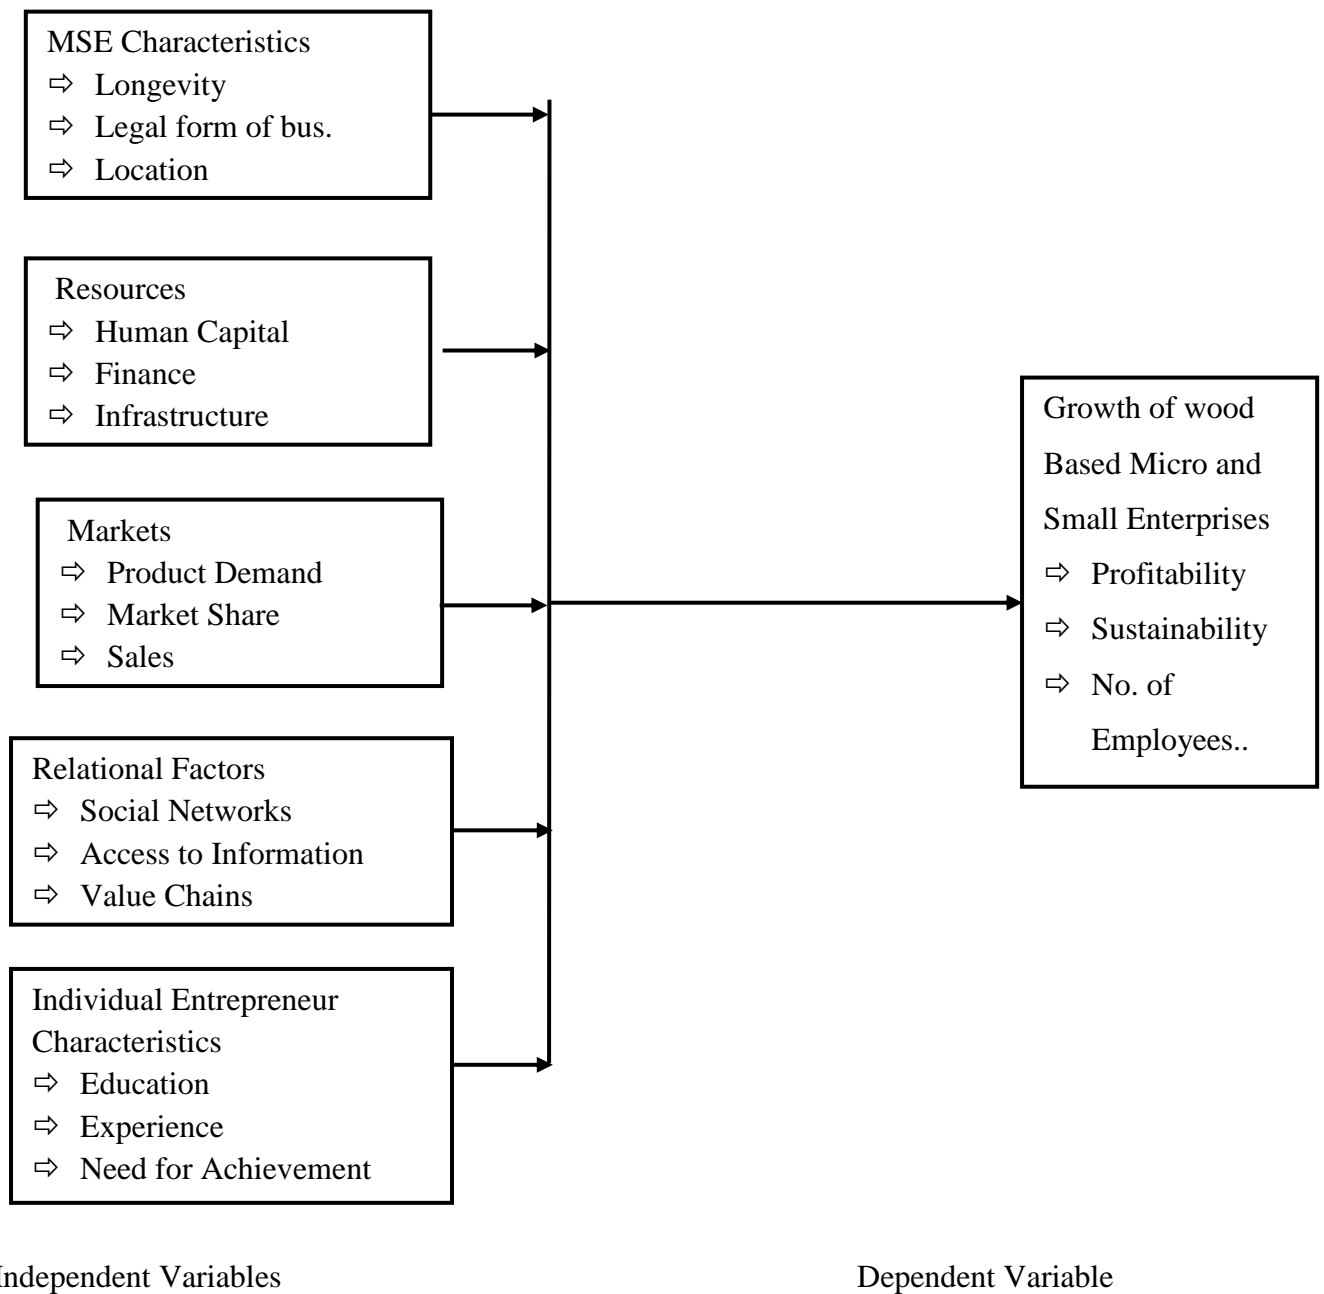 MSE Characteristics
⇨ Longevity
⇨ Legal form of bus.
⇨ Location
Resources
⇨ Human Capital
⇨ Finance
⇨ Infrastructure
Markets
⇨ Product Demand
⇨ Market Share
⇨ Sales
Relational Factors
⇨ Social Networks
⇨ Access to Information
⇨ Value Chains
Individual Entrepreneur
Characteristics
⇨ Education
⇨ Experience
⇨ Need for Achievement
Growth of wood
Based Micro and
Small Enterprises
⇨ Profitability
⇨ Sustainability
⇨ No. of
Employees..
Independent Variables
Dependent Variable